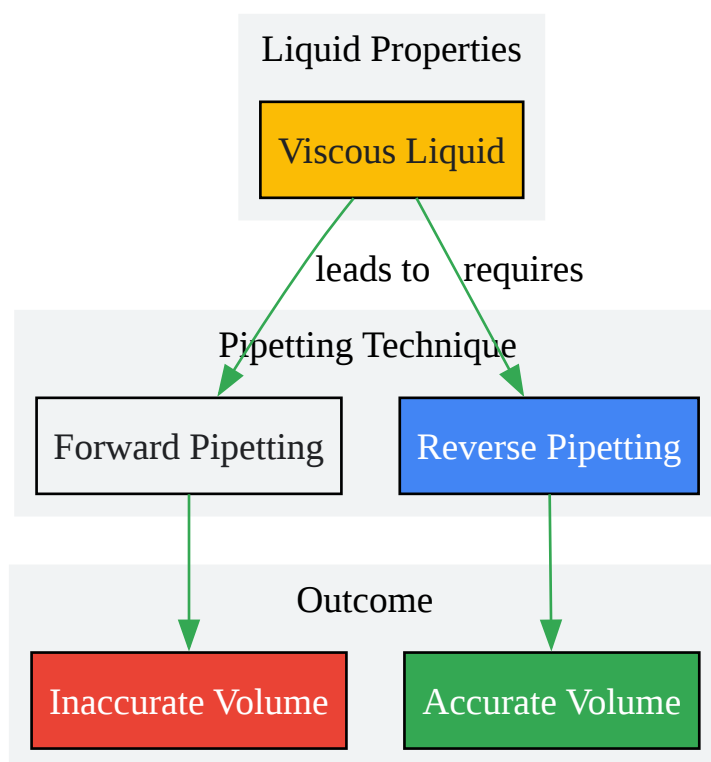 Liquid Properties
Viscous Liquid
leads to
requires
Pipetting Technique
Forward Pipetting
Reverse Pipetting
Outcome
Inaccurate Volume
Accurate Volume